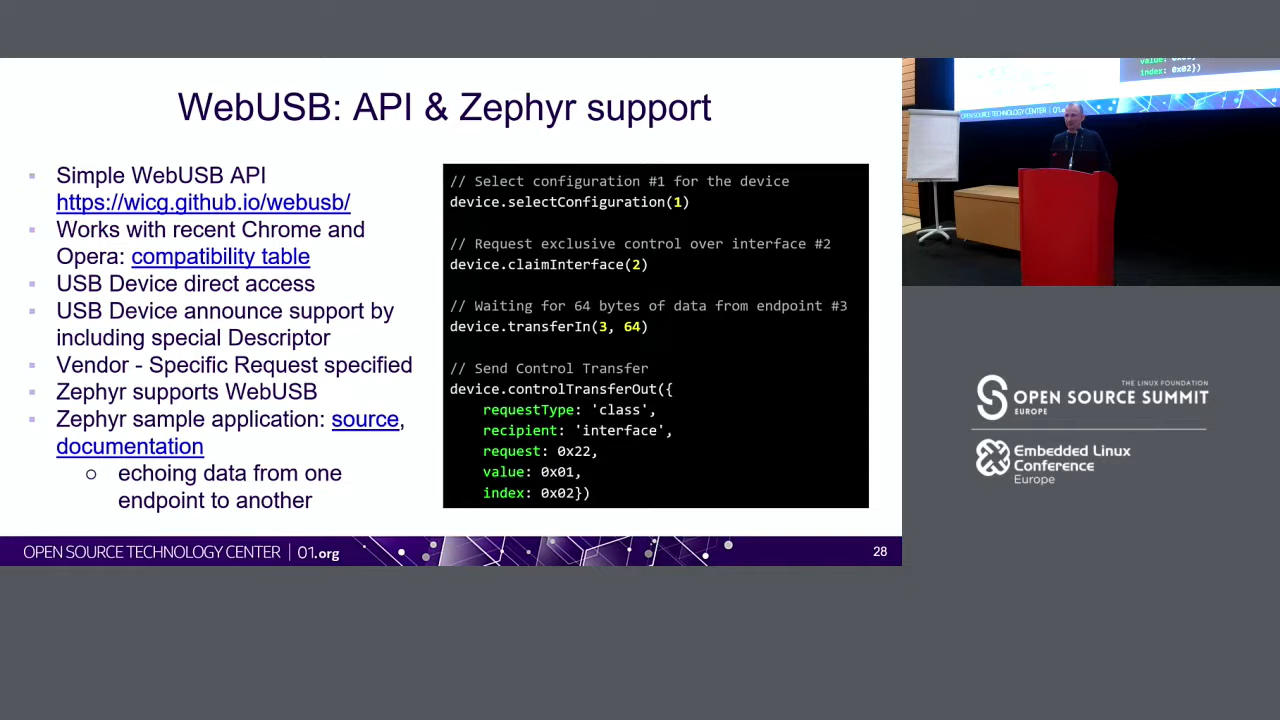 WebUSB: API & Zephyr support
▪ Simple WebUSB API
https://wicg.github.io/webusb/
▪ Works with recent Chrome and
Opera: compatibility table
▪ USB Device direct access
▪ USB Device announce support by
including special Descriptor
▪ Vendor - Specific Request specified
▪ Zephyr supports WebUSB
▪ Zephyr sample application: source,
documentation
○ echoing data from one
endpoint to another
// Select configuration #1 for the device
device.selectConfiguration(1)
// Request exclusive control over interface #2
device.claimInterface(2)
// Waiting for 64 bytes of data from endpoint #3
device.transferIn(3, 64)
// Send Control Transfer
device.controlTransferOut({
requestType: 'class',
recipient: 'interface',
request: 0x22,
value: 0x01,
index: 0x02})
OPEN SOURCE TECHNOLOGY CENTER | 01.org
28
index: 0x02})
OPEN SOURCE TECHNOLOGY CENTER
THE LINUX FOUNDATION
OPEN SOURCE SUMMIT
EUROPE
Embedded Linux
Conference
Europe